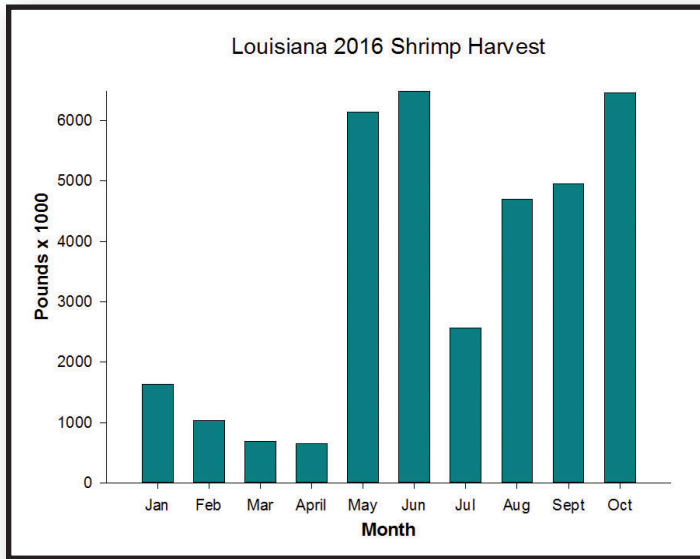 Louisiana 2016 Shrimp Harvest
Pounds x 1000
6000
5000
4000
3000
2000
1000
0
Jan Feb Mar April May Jun Jul Aug Sept Oct
Month